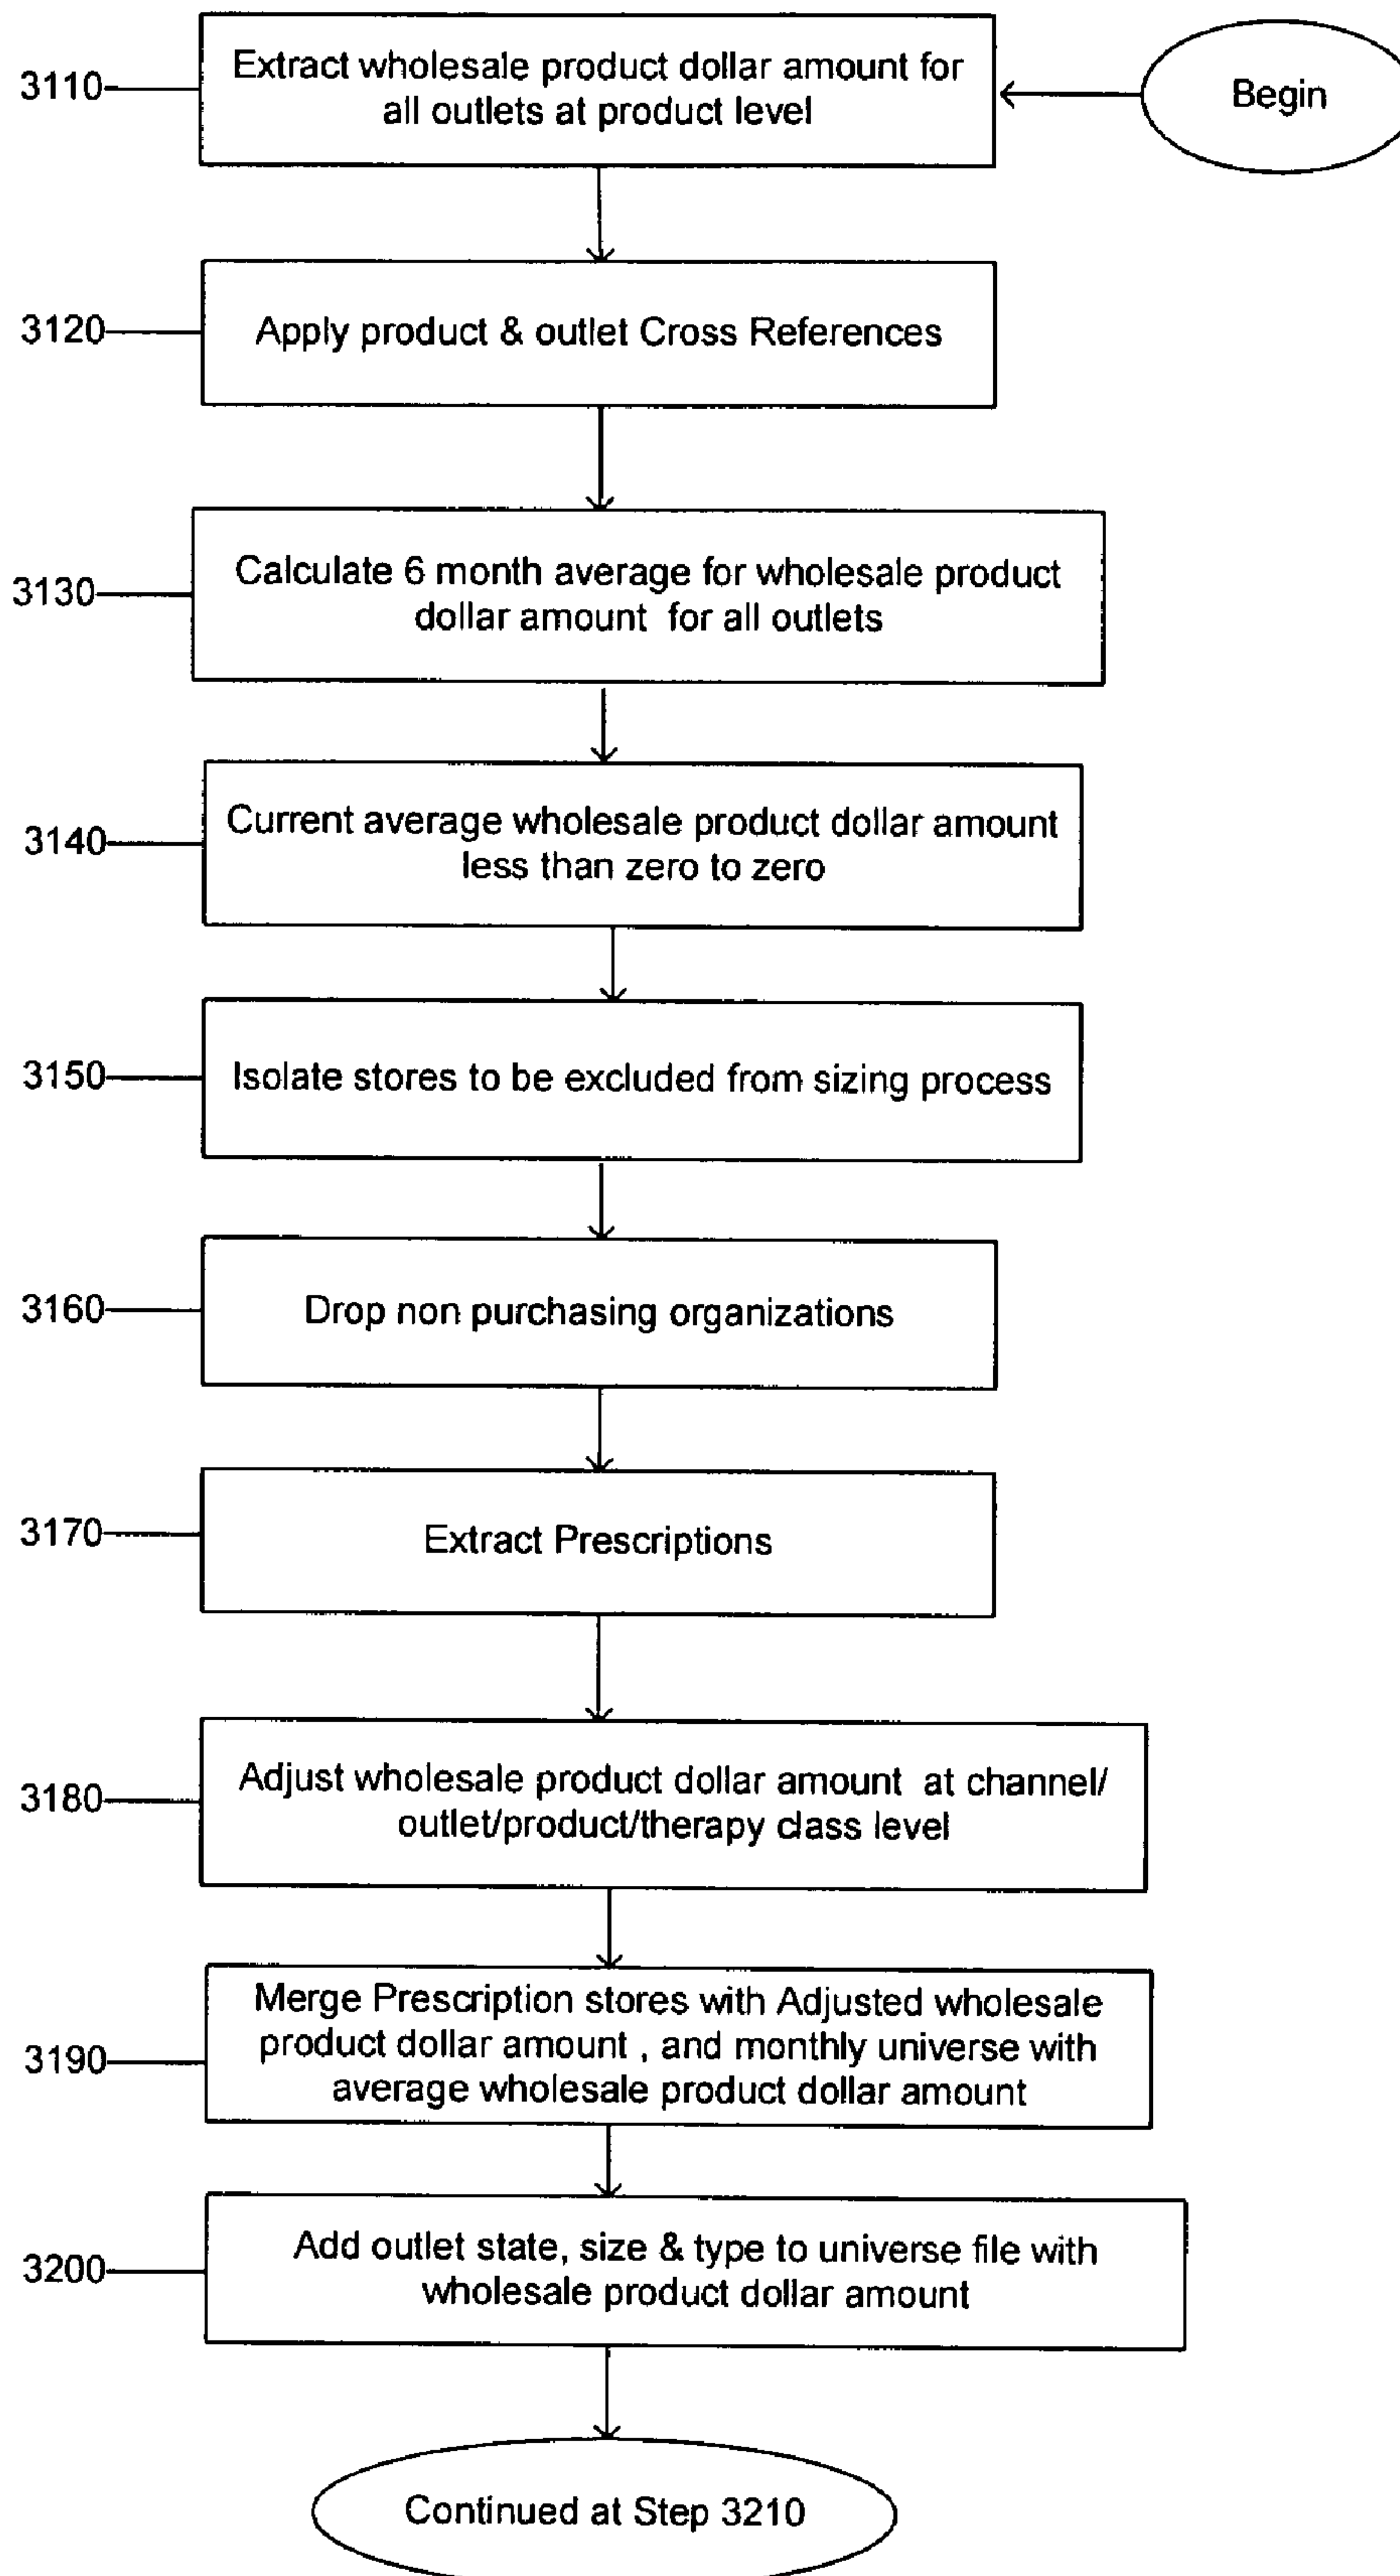 3110
Extract wholesale product dollar amount for
all outlets at product level
Begin
3120
Apply product & outlet Cross References
3130
Calculate 6 month average for wholesale product
dollar amount for all outlets
3140
Current average wholesale product dollar amount
less than zero to zero
3150
Isolate stores to be excluded from sizing process
3160
Drop non purchasing organizations
3170
Extract Prescriptions
3180
Adjust wholesale product dollar amount at channel/
outlet/product/therapy class level
3190
Merge Prescription stores with Adjusted wholesale
product dollar amount , and monthly universe with
average wholesale product dollar amount
3200
Add outlet state, size & type to universe file with
wholesale product dollar amount
Continued at Step 3210